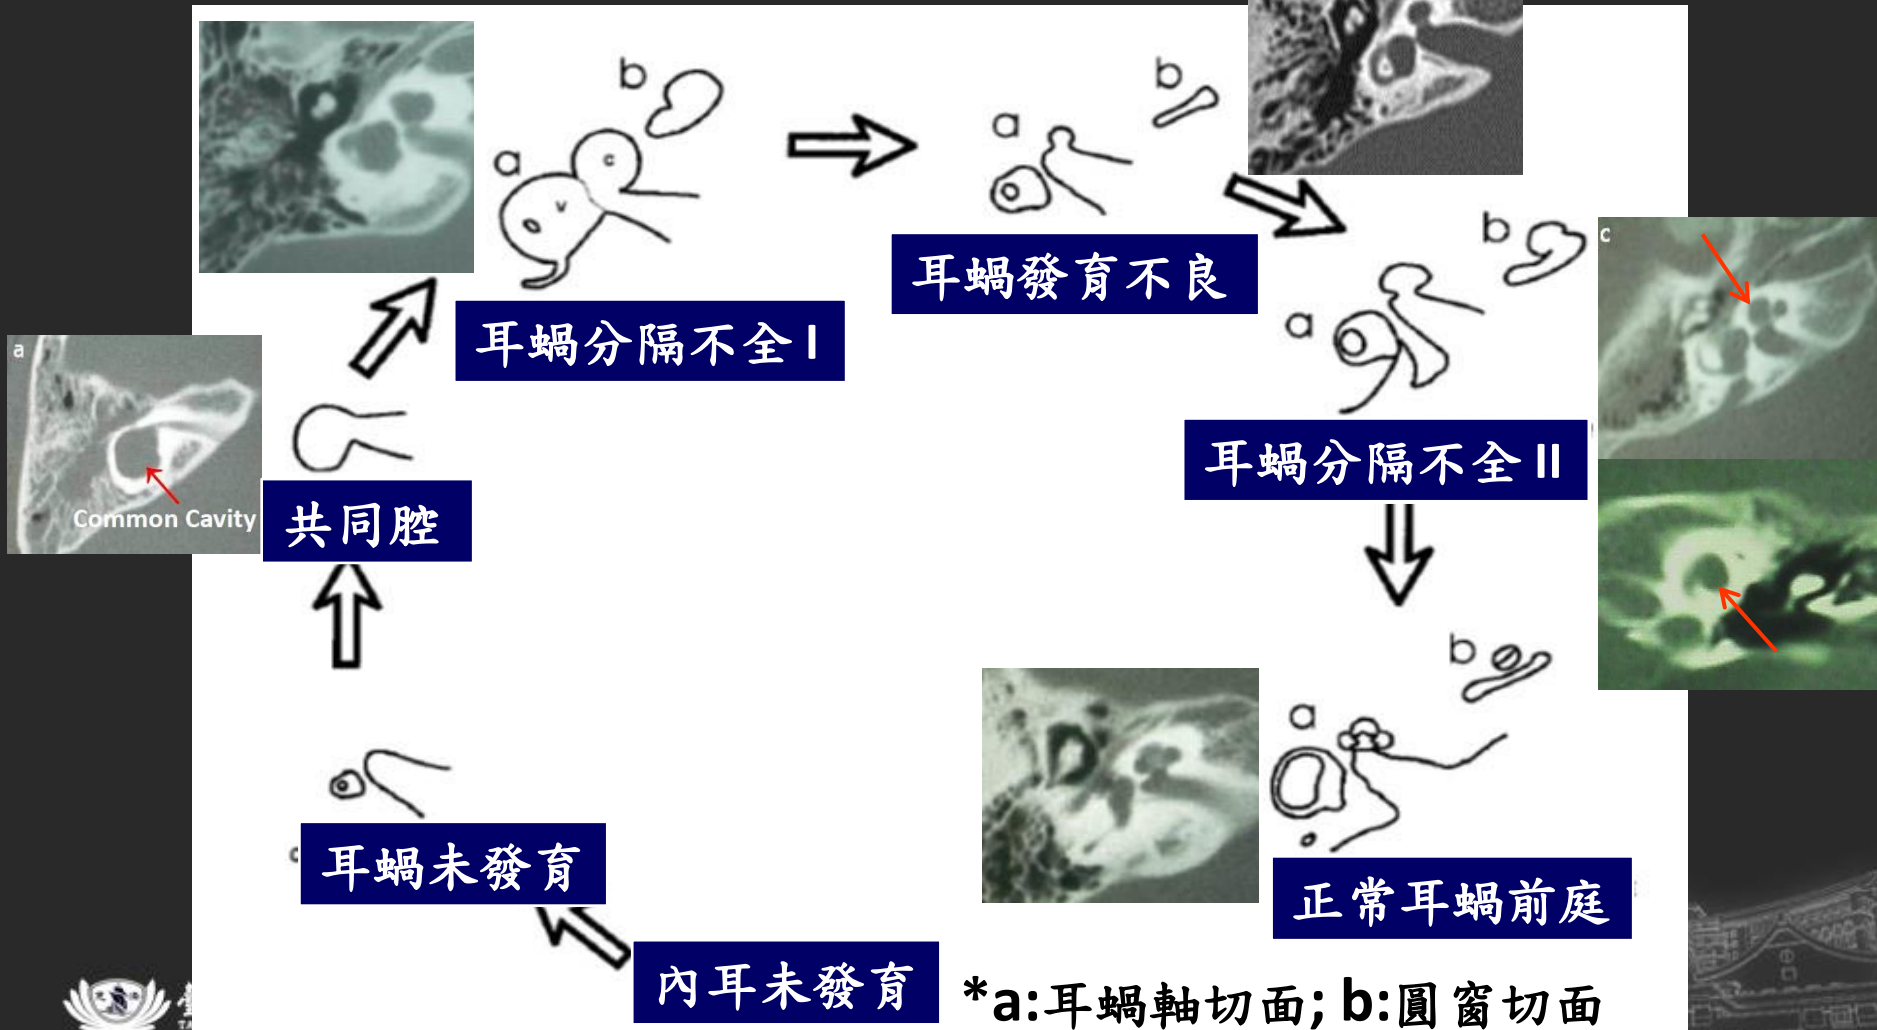 b
a
c
v
耳蝸分隔不全 I
a
b
耳蝸發育不良
b
a
耳蝸分隔不全 II
c
a
Common Cavity
共同腔
b
a
正常耳蝸前庭
耳蝸未發育
內耳未發育
*a:耳蝸軸切面; b:圓窗切面